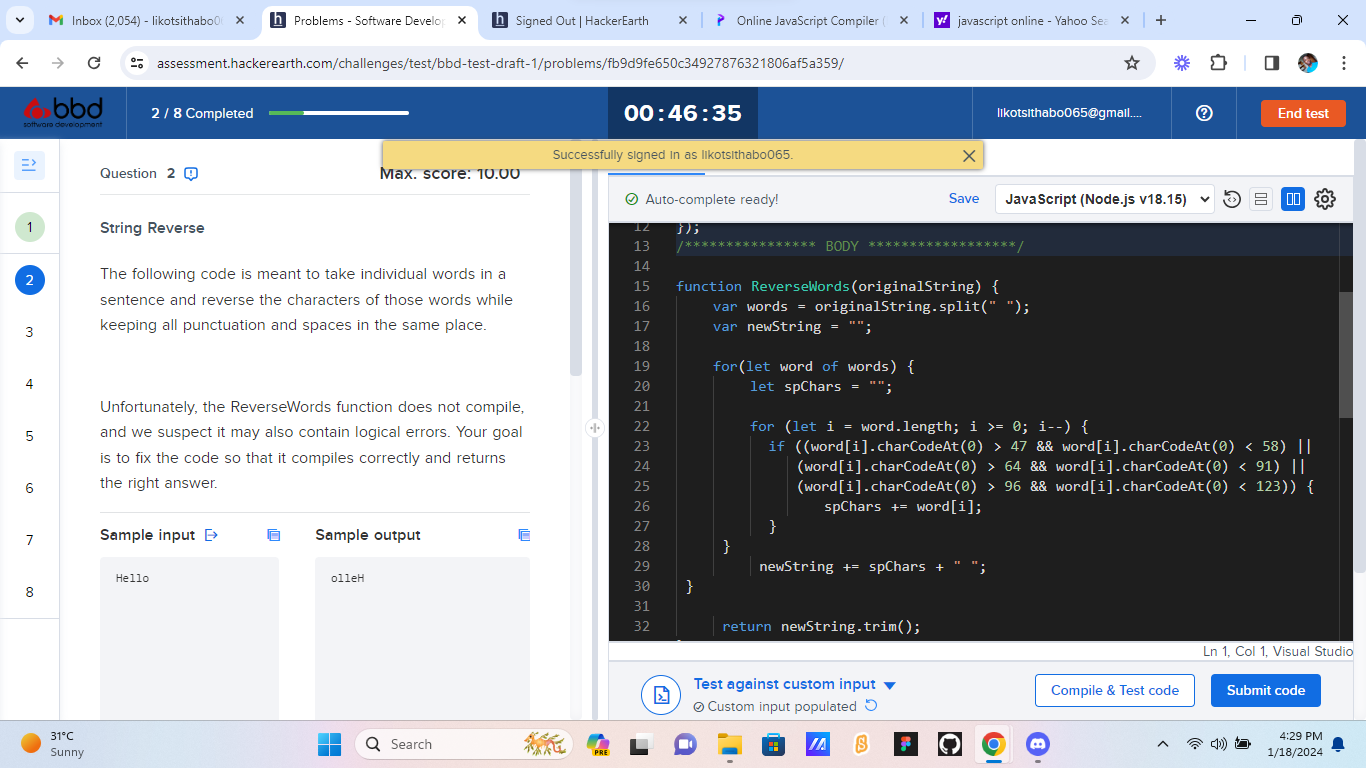 Inbox (2,054) - likotsithabo0
Problems - Software Develop
Signed Out | HackerEarth
Online JavaScript Compiler (
javascript online - Yahoo Sea
assessment.hackerearth.com/challenges/test/bbd-test-draft-1/problems/fb9d9fe650c34927876321806af5a359/
bbd
software development
2 / 8 Completed
00:46:35
likotsithabo065@gmail....
End test
Successfully signed in as likotsithabo065.
Question 2
Max. score: 10.00
Auto-complete ready!
Save
JavaScript (Node.js v18.15)
1
2
3
4
5
6
7
8
String Reverse
The following code is meant to take individual words in a
sentence and reverse the characters of those words while
keeping all punctuation and spaces in the same place.
Unfortunately, the ReverseWords function does not compile,
and we suspect it may also contain logical errors. Your goal
is to fix the code so that it compiles correctly and returns
the right answer.
Sample input
Sample output
Hello
olleH
12 });
13 /**************** BODY ******************/
14
15 function ReverseWords(originalString) {
16 var words = originalString.split(" ");
17 var newString = "";
18
19 for(let word of words) {
20 let spChars = "";
21
22 for (let i = word.length; i >= 0; i--) {
23 if ((word[i].charCodeAt(0) > 47 && word[i].charCodeAt(0) < 58) ||
24 (word[i].charCodeAt(0) > 64 && word[i].charCodeAt(0) < 91) ||
25 (word[i].charCodeAt(0) > 96 && word[i].charCodeAt(0) < 123)) {
26 spChars += word[i];
27 }
28 }
29 newString += spChars + " ";
30 }
31
32 return newString.trim();
Ln 1, Col 1, Visual Studio
Test against custom input
Custom input populated
Compile & Test code
Submit code
31°C
Sunny
Search
PRE
4:29 PM
1/18/2024